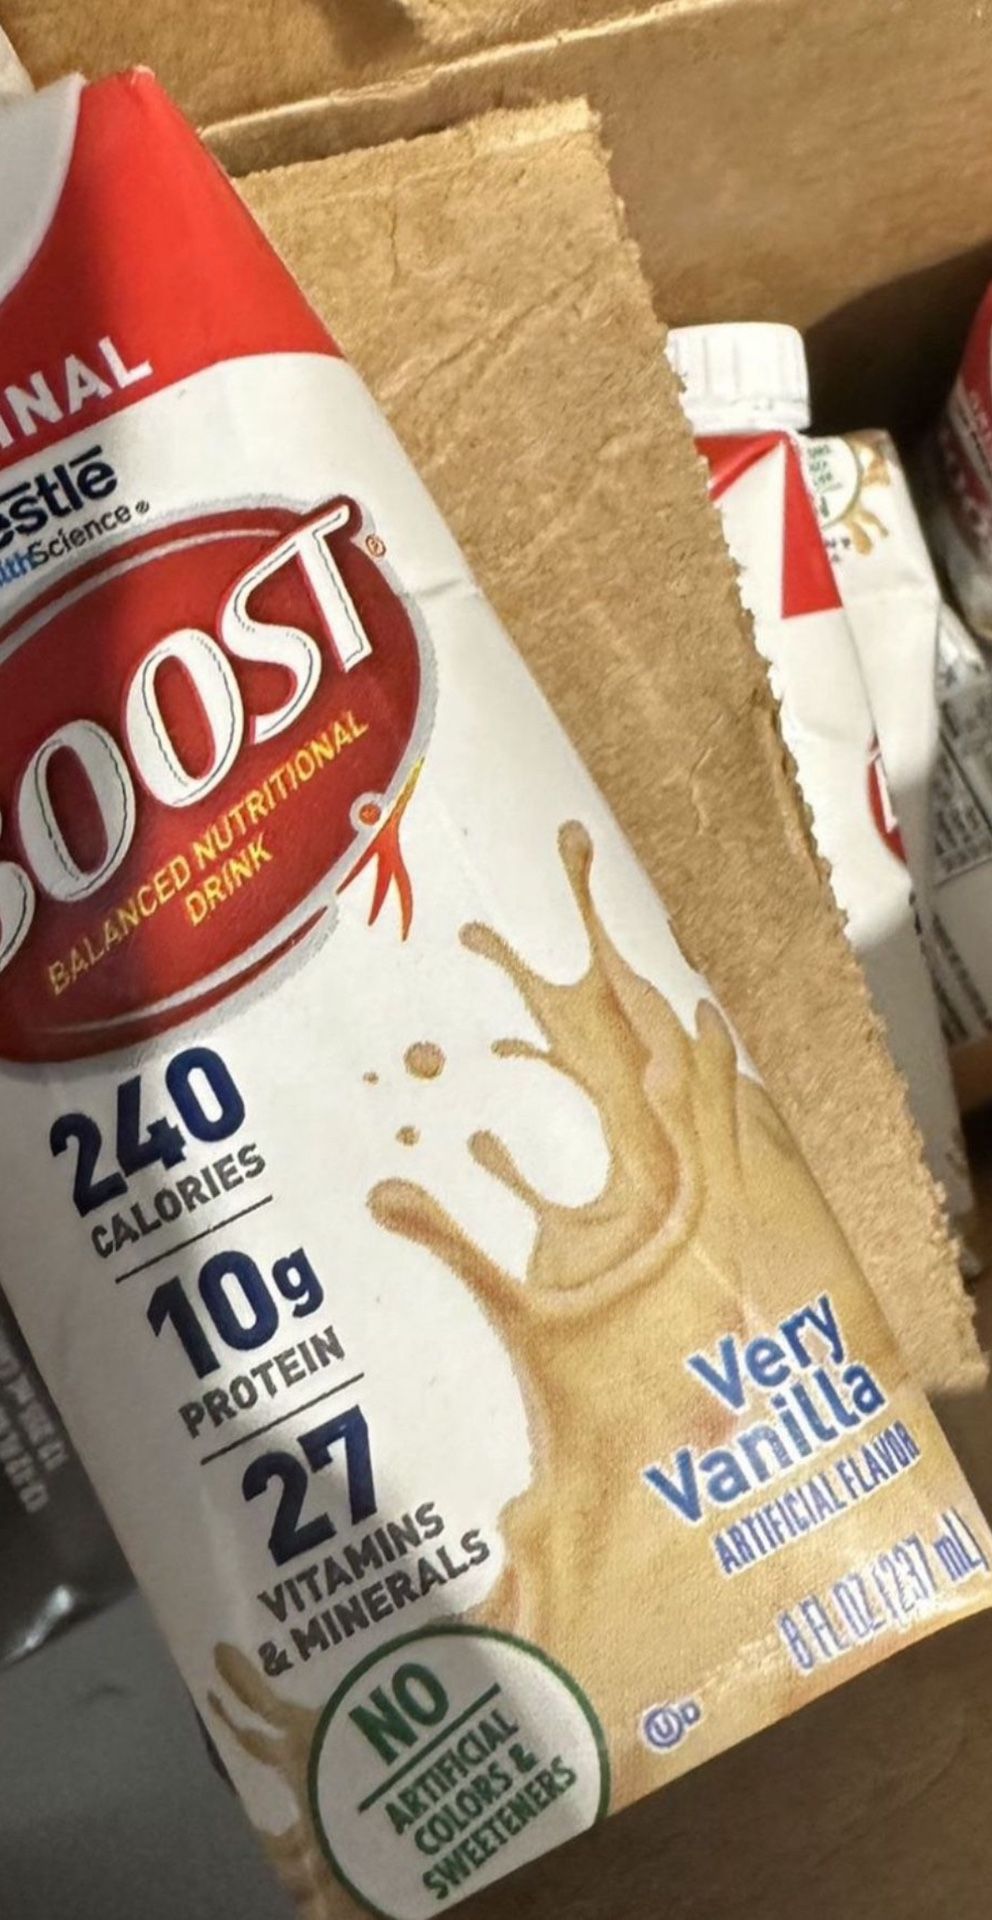 INAL
estlé
lthScience®
BOOST®
BALANCED NUTRITIONAL
DRINK
240
CALORIES
10g
PROTEIN
27
VITAMINS
& MINERALS
Very
Vanilla
ARTIFICIAL FLAVOR
8 FL OZ (237 mL)
NO
ARTIFICIAL
COLORS &
SWEETENERS
U D